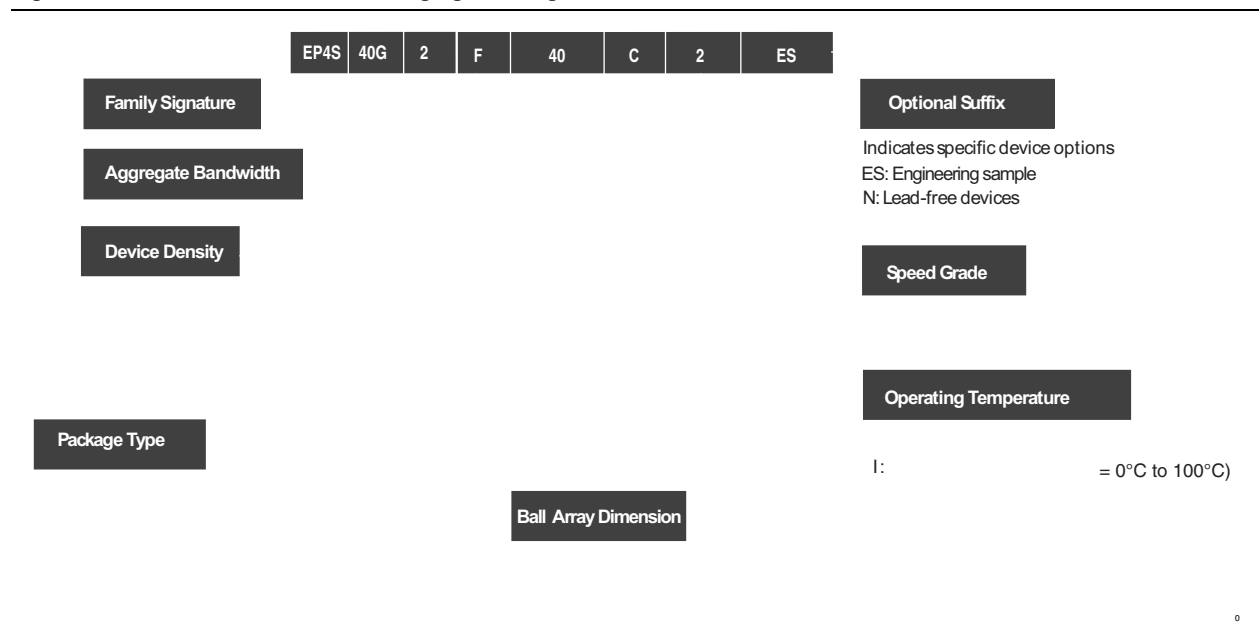 EP4S 40G 2 F 40 C 2 ES
Family Signature
Optional Suffix
Indicates specific device options
ES: Engineering sample
N: Lead-free devices
Aggregate Bandwidth
Device Density
Speed Grade
Operating Temperature
Package Type
I: = 0°C to 100°C)
Ball Array Dimension
0